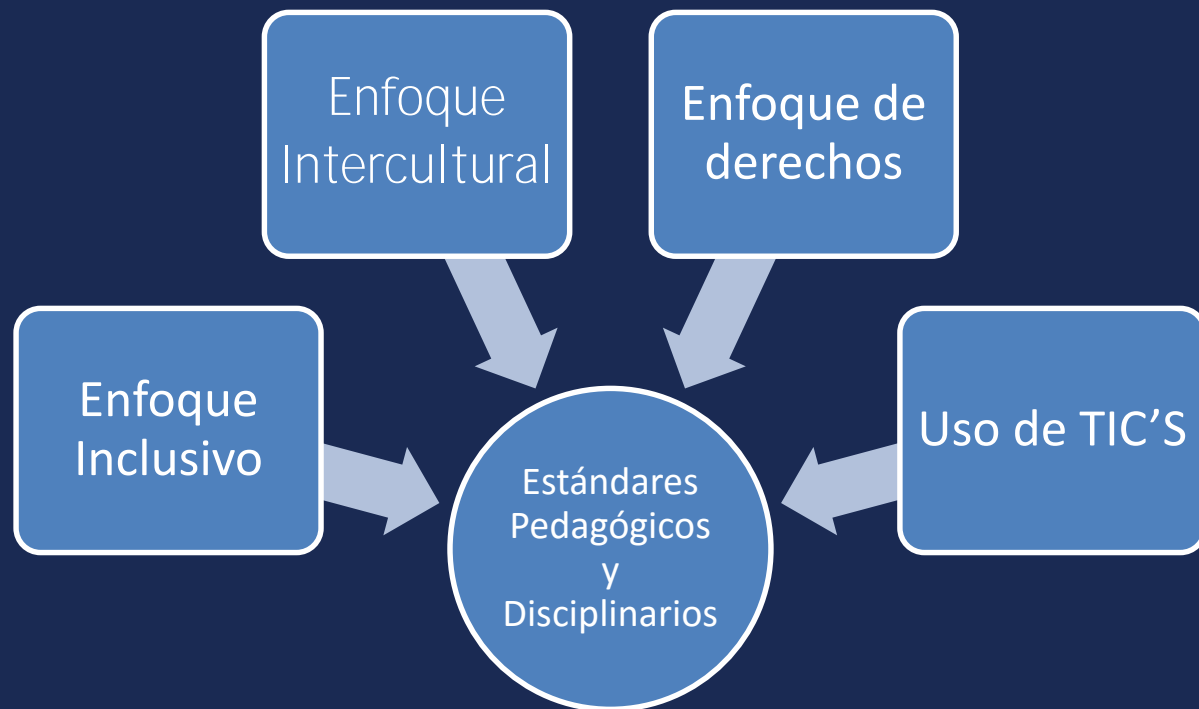 Enfoque
Intercultural
Enfoque de
derechos
Enfoque
Inclusivo
Uso de TIC’S
Estándares
Pedagógicos
y
Disciplinarios